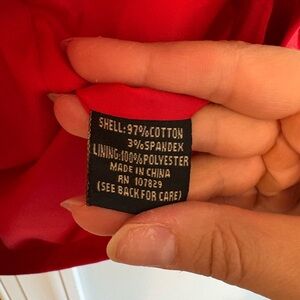 SHELL:97%COTTON
3%SPANDEX
LINING:100%POLYESTER
MADE IN CHINA
RN 107829
(SEE BACK FOR CARE)